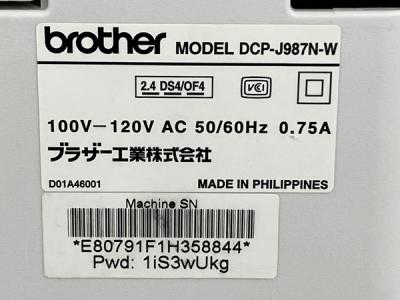 brother MODEL DCP-J987N-W
2.4 DS4/OF4 VCI
100V－120V AC 50/60Hz 0.75A
ブラザー工業株式会社
D01A46001 MADE IN PHILIPPINES
Machine SN
*E80791F1H358844*
Pwd: 1iS3wUkg